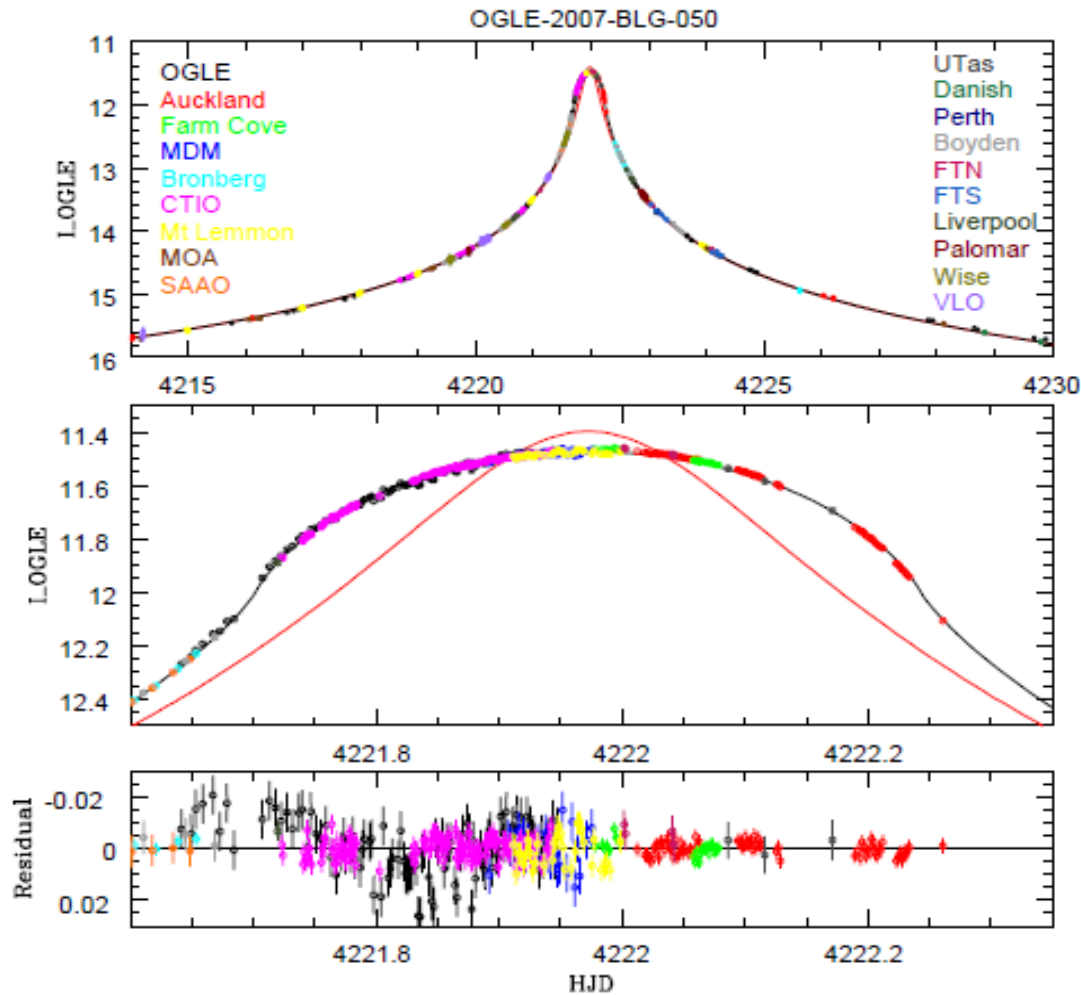 OGLE-2007-BLG-050
11
12
13
14
15
16
I_OGLE
OGLE
Auckland
Farm Cove
MDM
Bronberg
CTIO
Mt Lemmon
MOA
SAAO
UTas
Danish
Perth
Boyden
FTN
FTS
Liverpool
Palomar
Wise
VLO
4215
4220
4225
4230
11.4
11.6
11.8
12
12.2
12.4
I_OGLE
4221.8
4222
4222.2
-0.02
0
0.02
Residual
4221.8
4222
4222.2
HJD